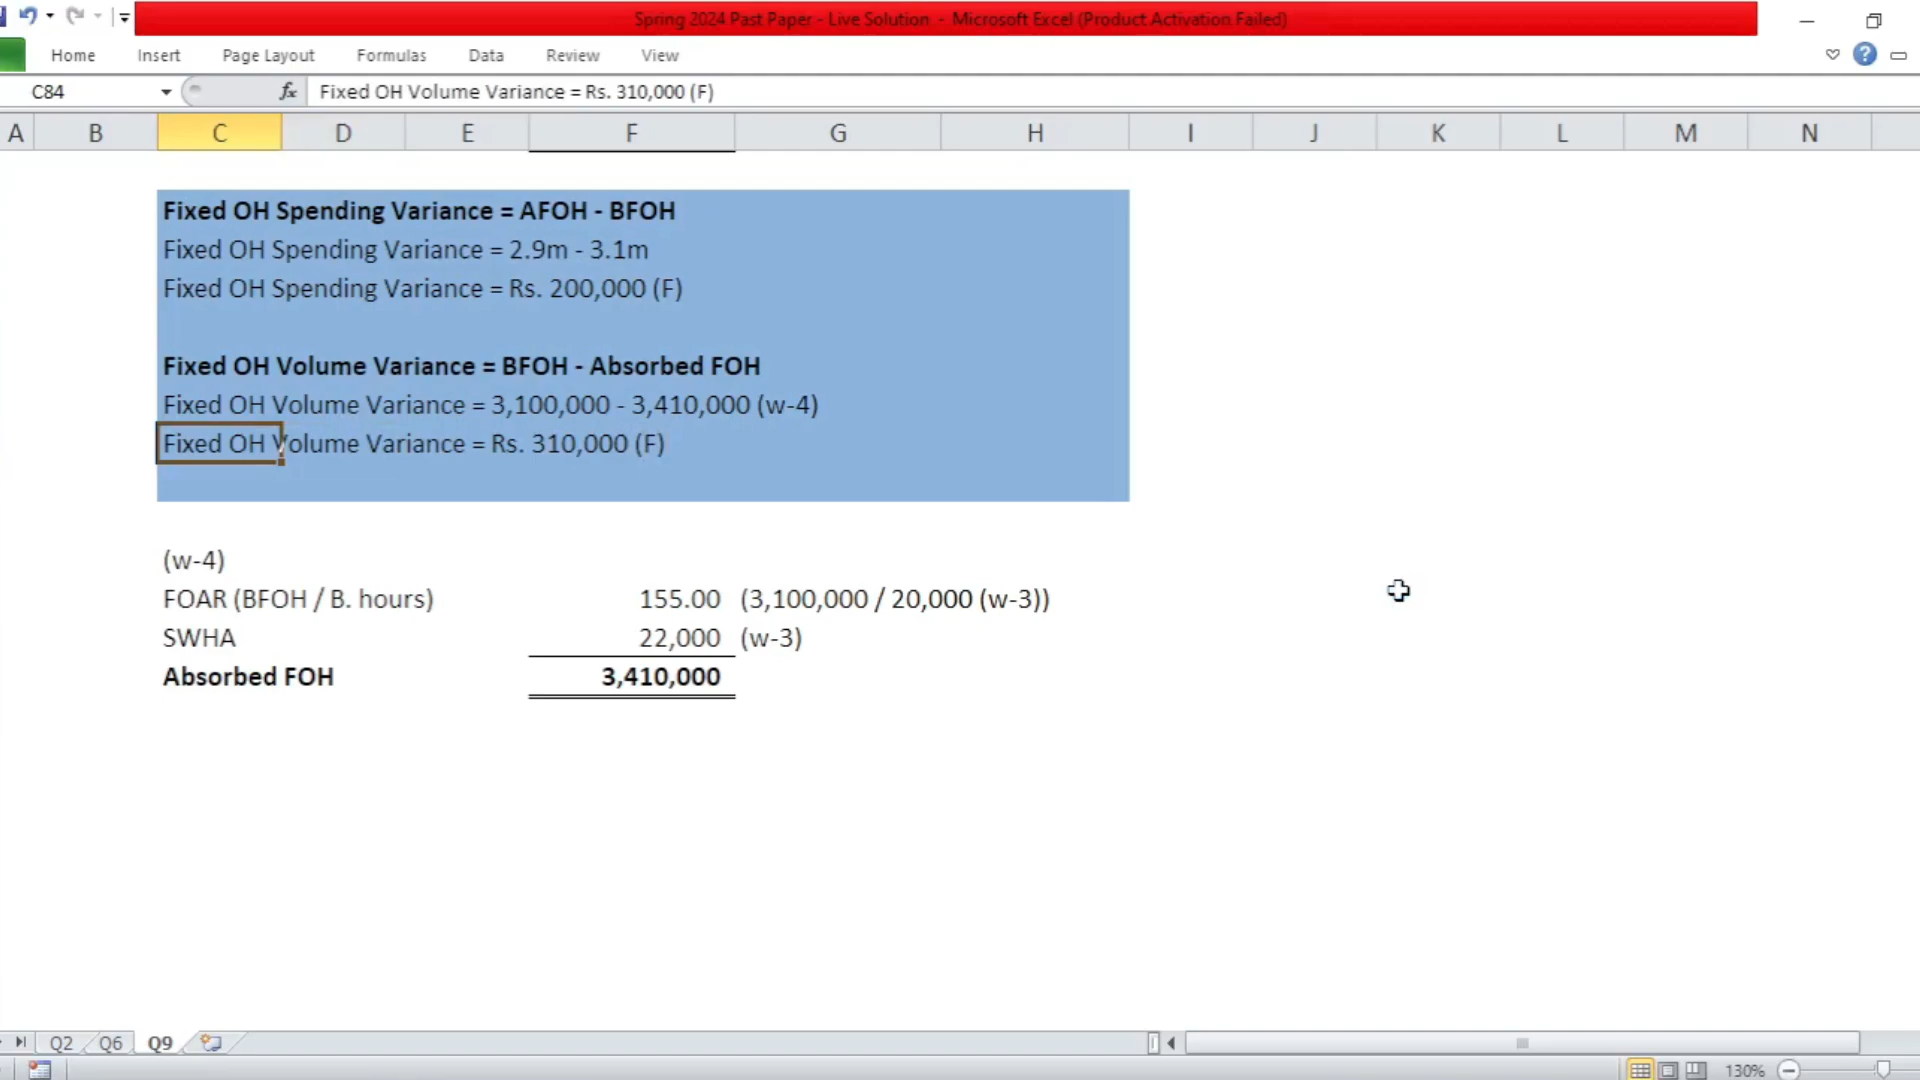 Spring 2024 Past Paper - Live Solution - Microsoft Excel (Product Activation Failed)
Home Insert Page Layout Formulas Data Review View
C84 fx Fixed OH Volume Variance = Rs. 310,000 (F)
A B C D E F G H I J K L M N
Fixed OH Spending Variance = AFOH - BFOH
Fixed OH Spending Variance = 2.9m - 3.1m
Fixed OH Spending Variance = Rs. 200,000 (F)
Fixed OH Volume Variance = BFOH - Absorbed FOH
Fixed OH Volume Variance = 3,100,000 - 3,410,000 (w-4)
Fixed OH Volume Variance = Rs. 310,000 (F)
(w-4)
FOAR (BFOH / B. hours) 155.00 (3,100,000 / 20,000 (w-3))
SWHA 22,000 (w-3)
Absorbed FOH 3,410,000
Q2 Q6 Q9
130%